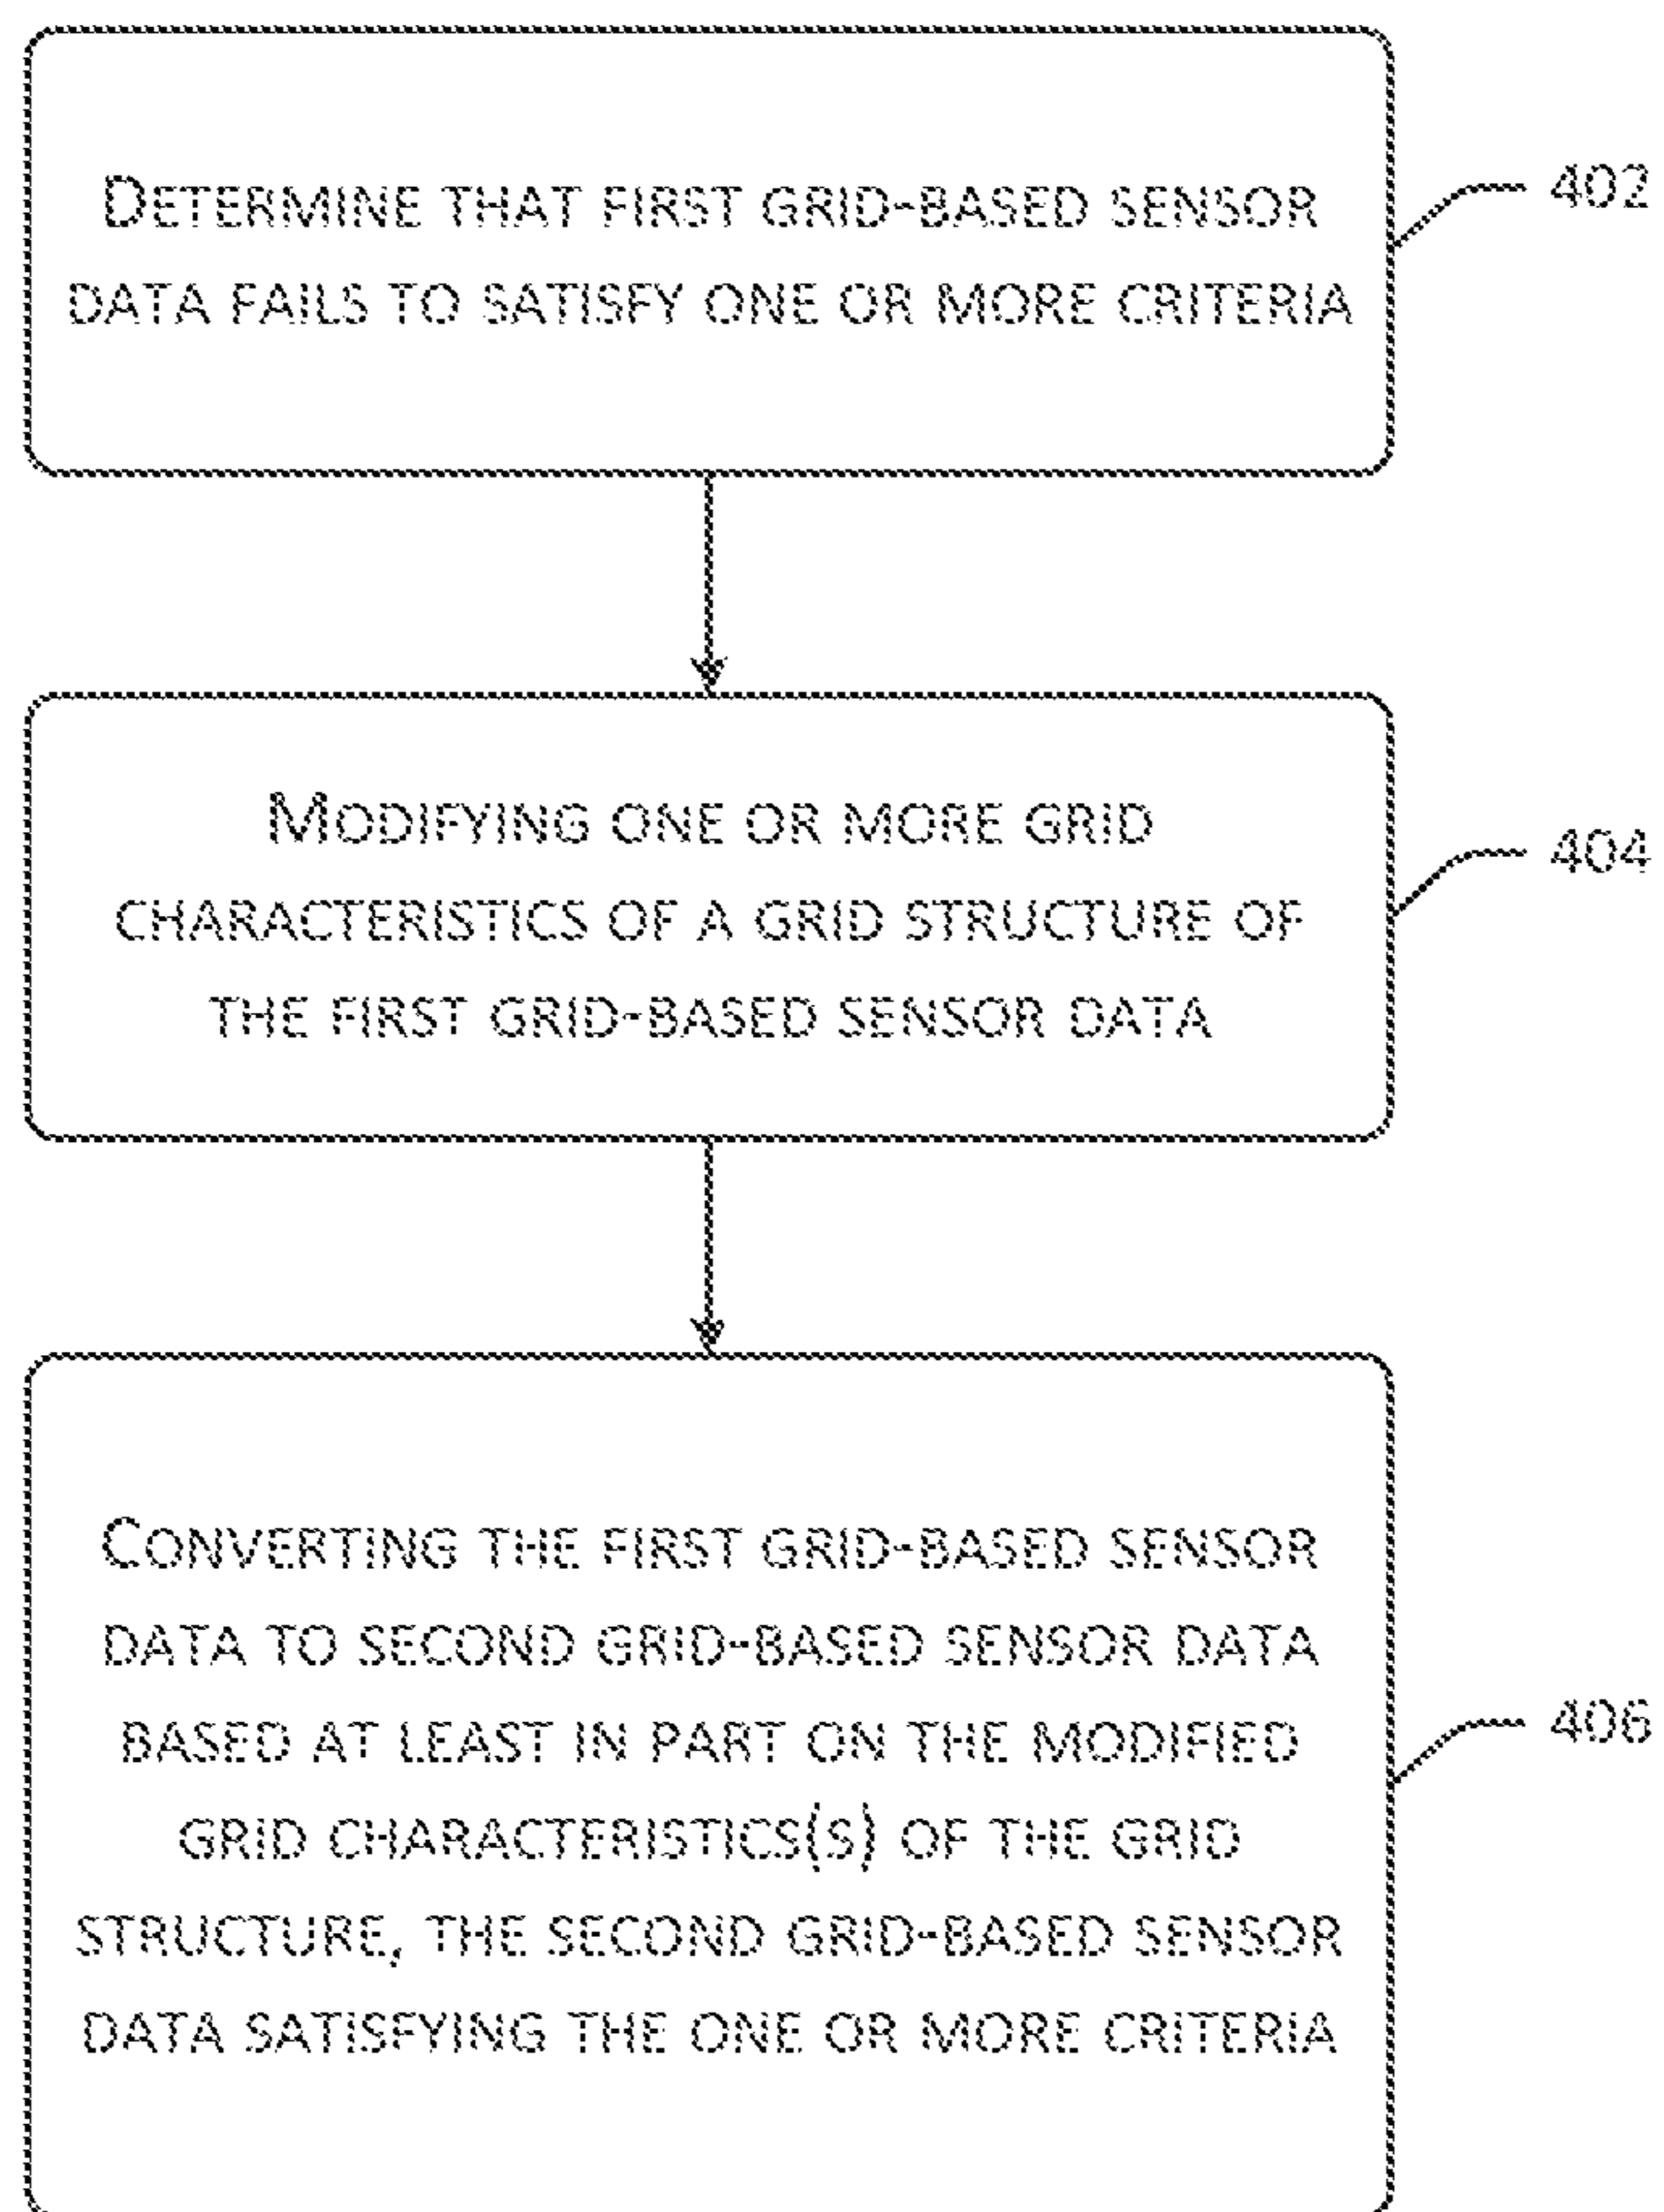 DETERMINE THAT FIRST GRID-BASED SENSOR
DATA FAILS TO SATISFY ONE OR MORE CRITERIA
402
MODIFYING ONE OR MORE GRID
CHARACTERISTICS OF A GRID STRUCTURE OF
THE FIRST GRID-BASED SENSOR DATA
404
CONVERTING THE FIRST GRID-BASED SENSOR
DATA TO SECOND GRID-BASED SENSOR DATA
BASED AT LEAST IN PART ON THE MODIFIED
GRID CHARACTERISTICS(S) OF THE GRID
STRUCTURE, THE SECOND GRID-BASED SENSOR
DATA SATISFYING THE ONE OR MORE CRITERIA
406